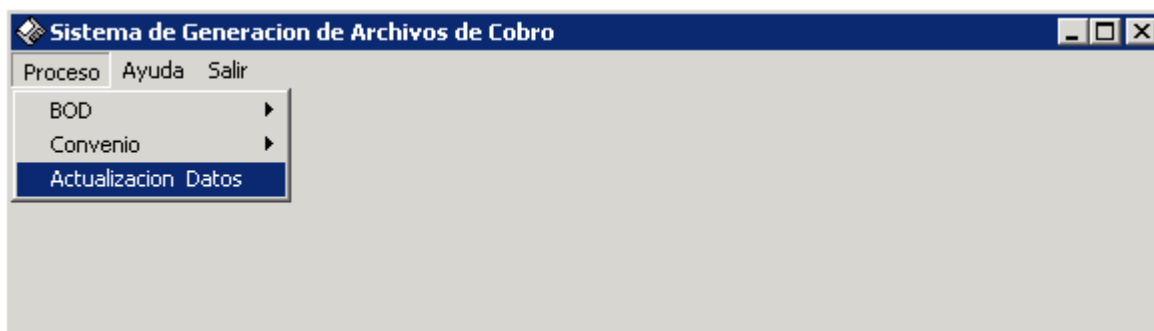 Sistema de Generacion de Archivos de Cobro
Proceso Ayuda Salir
BOD
Convenio
Actualizacion Datos